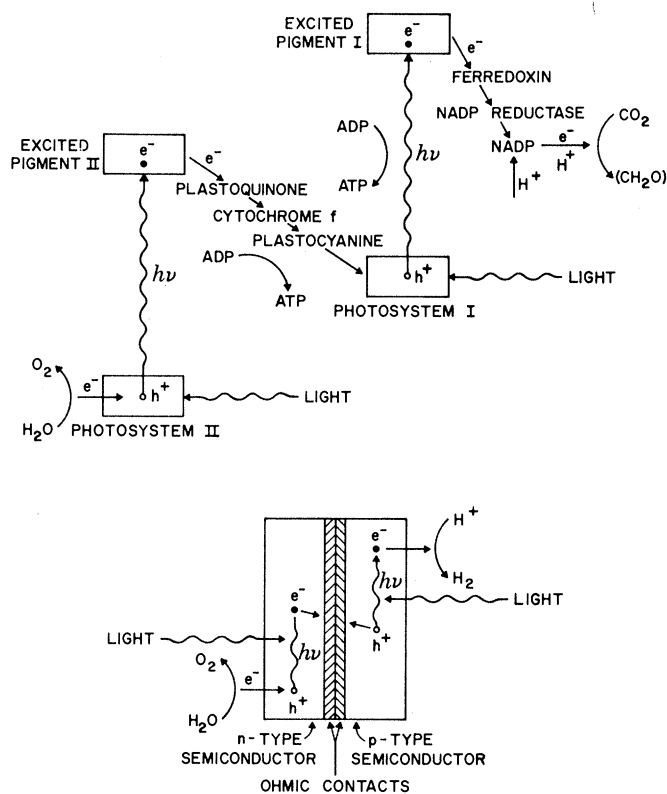 EXCITED
PIGMENT I
e⁻
e⁻
FERREDOXIN
NADP REDUCTASE
NADP
e⁻
H⁺
H⁺
CO₂
(CH₂O)
ADP
ATP
hν
EXCITED
PIGMENT II
e⁻
e⁻
PLASTOQUINONE
CYTOCHROME f
PLASTOCYANINE
ADP
ATP
hν
h⁺
LIGHT
PHOTOSYSTEM I
O₂
e⁻
H₂O
h⁺
LIGHT
PHOTOSYSTEM II
e⁻
H⁺
H₂
hν
h⁺
LIGHT
e⁻
LIGHT
hν
O₂
e⁻
H₂O
h⁺
n-TYPE
SEMICONDUCTOR
p-TYPE
SEMICONDUCTOR
OHMIC CONTACTS